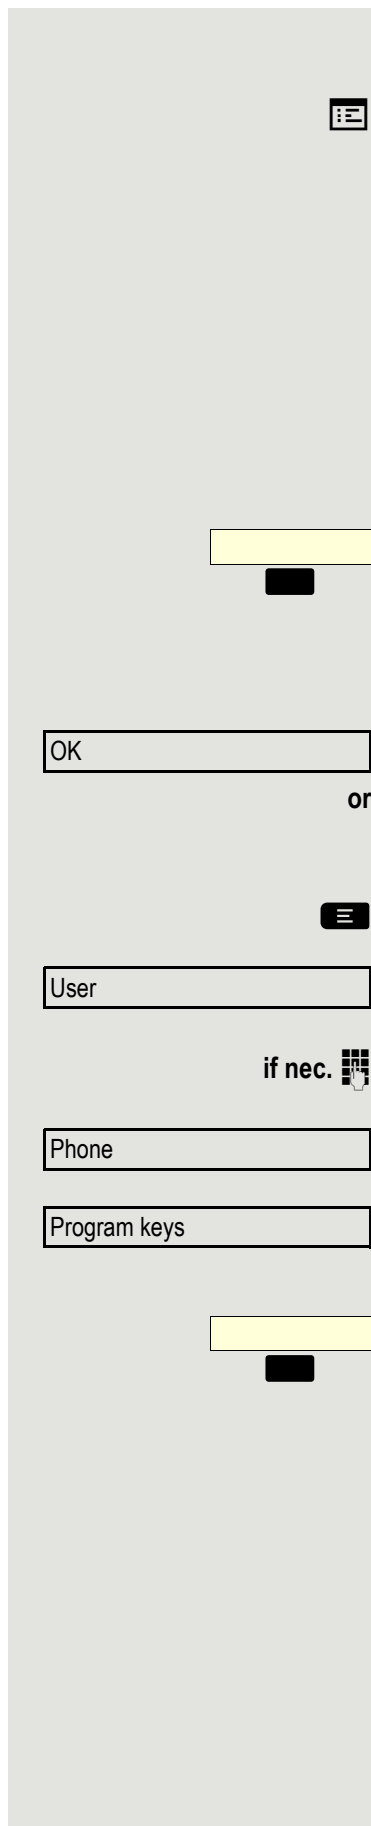 OK
or
User
if nec.
Phone
Program keys